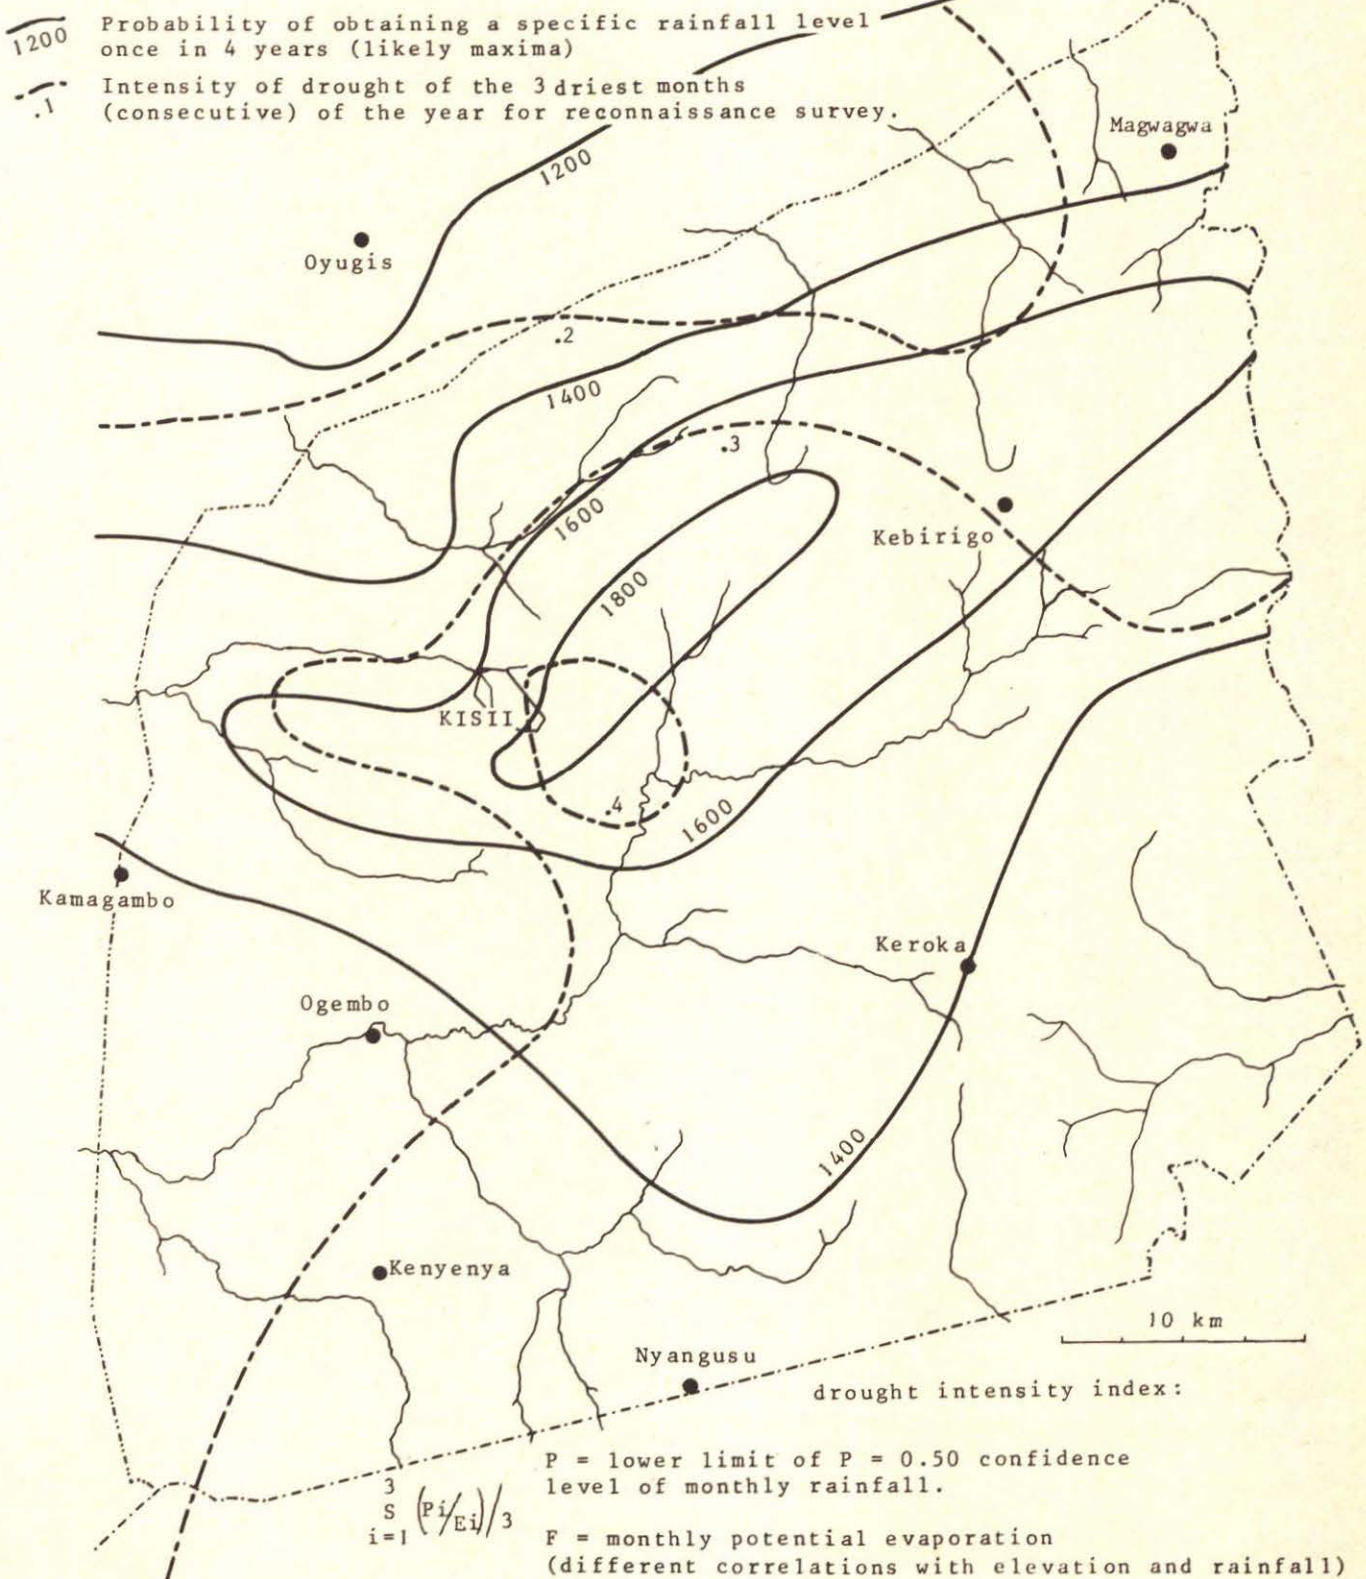 1200
Probability of obtaining a specific rainfall level
once in 4 years (likely maxima)
.1
Intensity of drought of the 3 driest months
(consecutive) of the year for reconnaissance survey.
Magwagwa
1200
Oyugis
.2
1400
.3
1600
Kebirigo
1800
KISII
.4
1600
Kamagambo
Keroka
Ogembo
1400
Kenyenya
10 km
Nyangusu
drought intensity index:
P = lower limit of P = 0.50 confidence
level of monthly rainfall.
3
S (Pi/Ei)/3
i=1
F = monthly potential evaporation
(different correlations with elevation and rainfall)